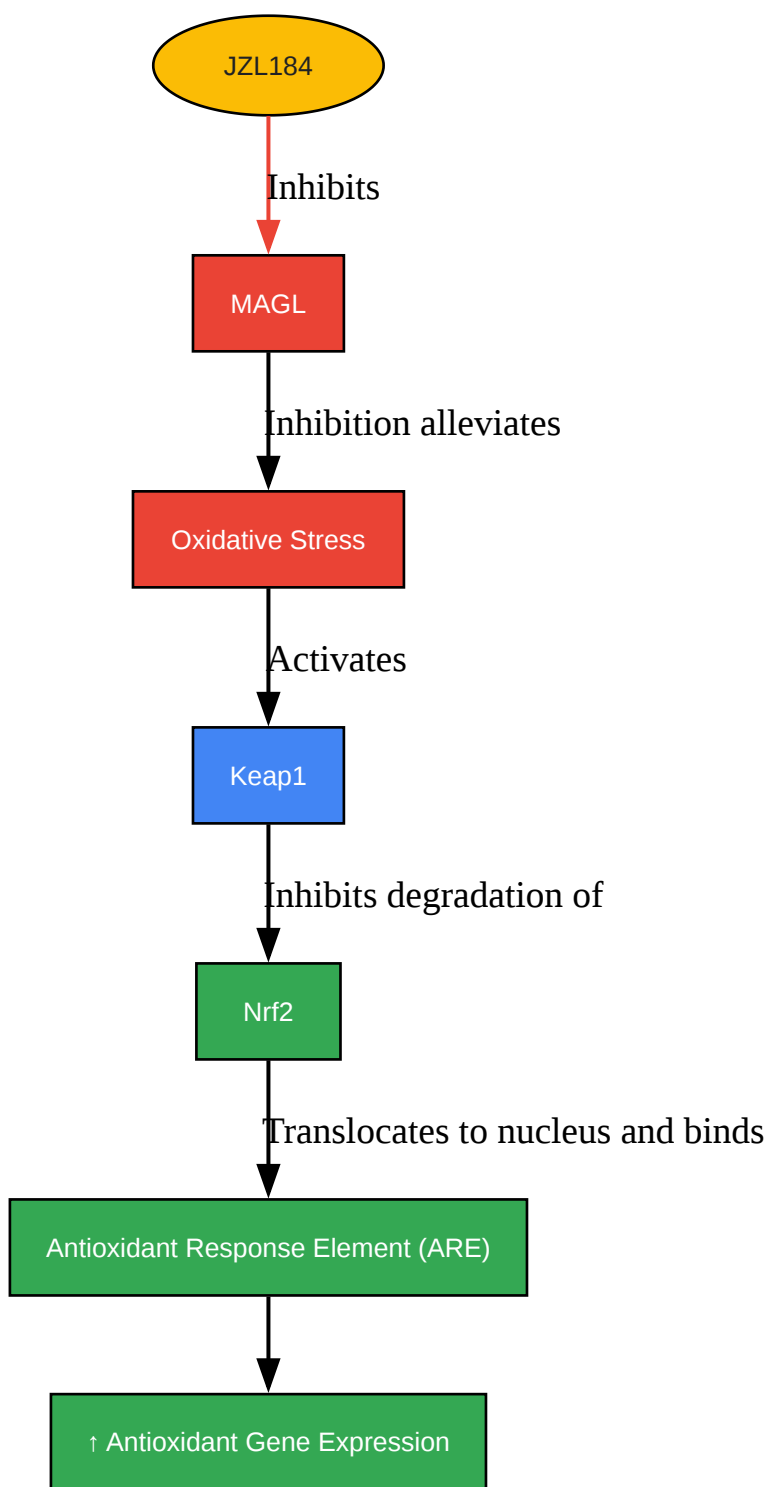 JZL184
Inhibits
MAGL
Inhibition alleviates
Oxidative Stress
Activates
Keap1
Inhibits degradation of
Nrf2
Translocates to nucleus and binds
Antioxidant Response Element (ARE)
↑ Antioxidant Gene Expression